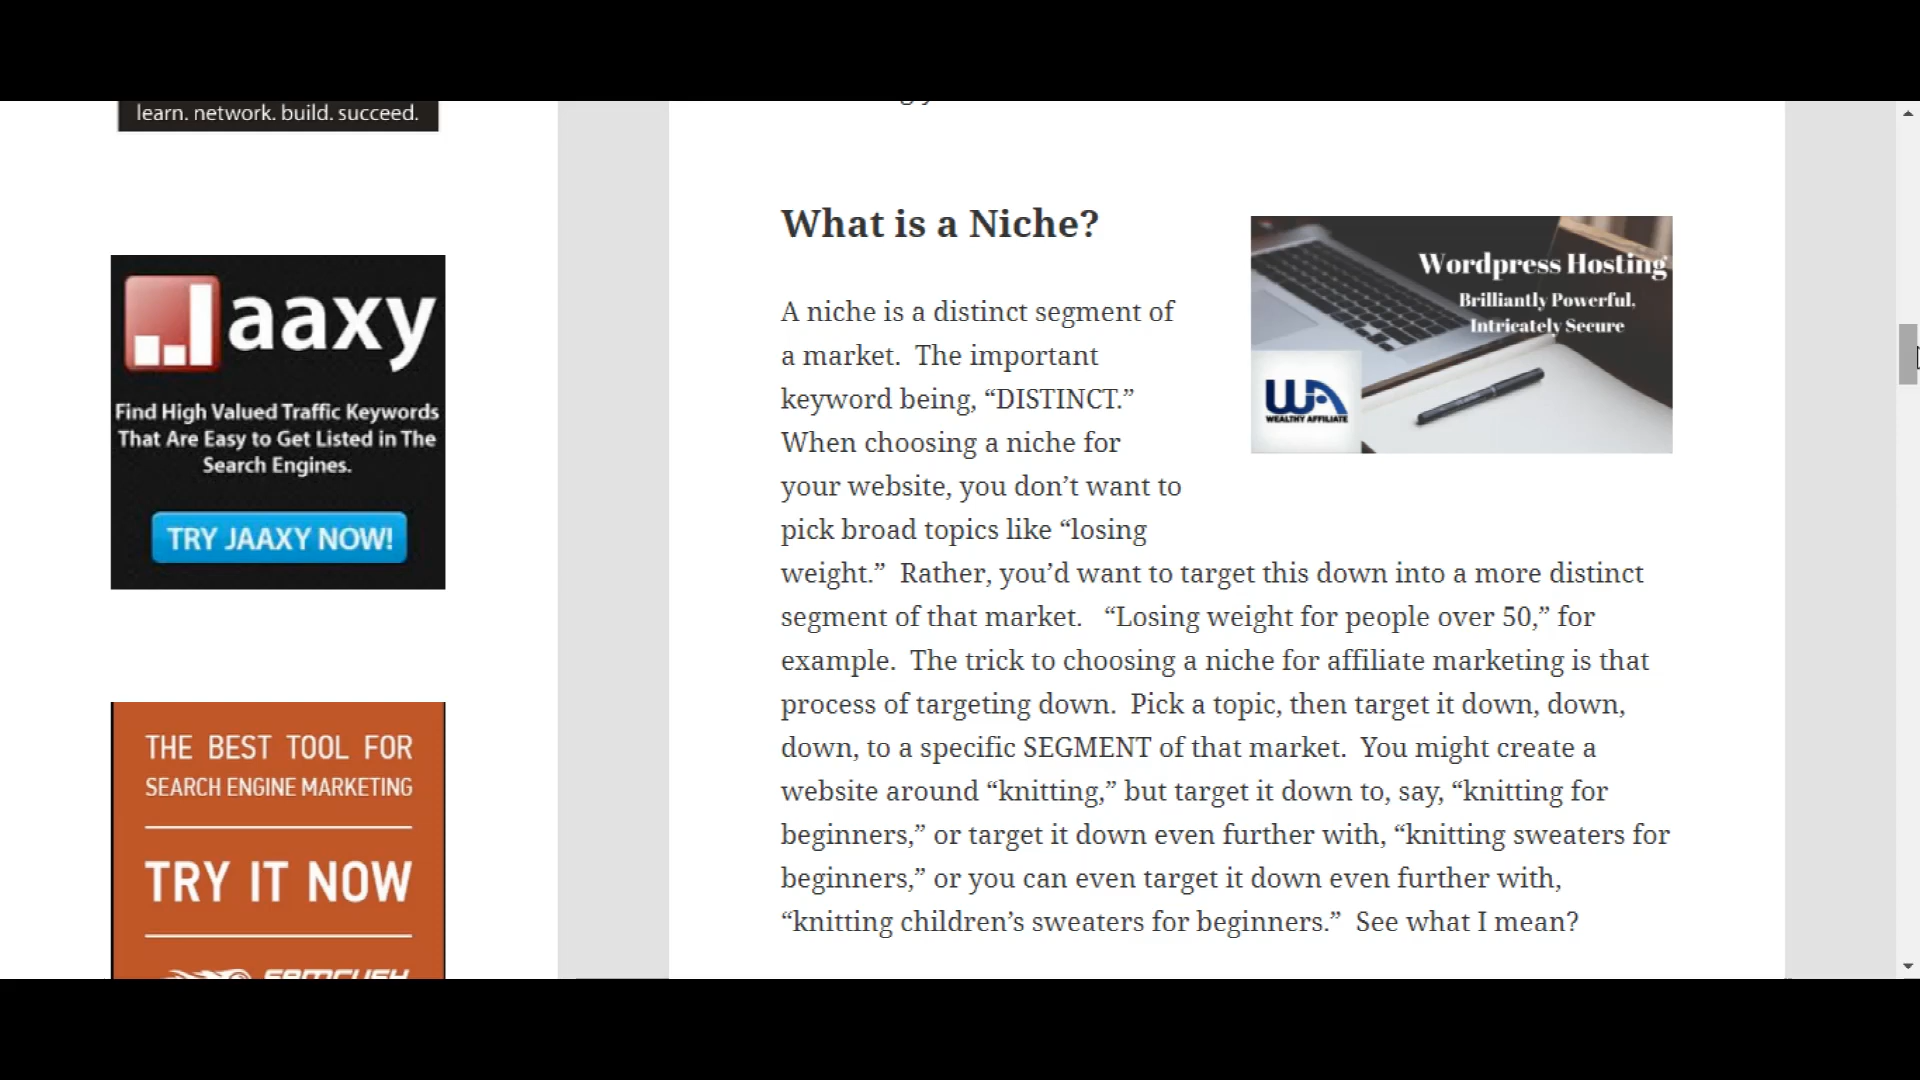 learn. network. build. succeed.
Jaaxy
Find High Valued Traffic Keywords
That Are Easy to Get Listed in The
Search Engines.
TRY JAAXY NOW!
THE BEST TOOL FOR
SEARCH ENGINE MARKETING
TRY IT NOW
What is a Niche?
A niche is a distinct segment of
a market.  The important
keyword being, “DISTINCT.”
When choosing a niche for
your website, you don’t want to
pick broad topics like “losing
weight.”  Rather, you’d want to target this down into a more distinct
segment of that market.   “Losing weight for people over 50,” for
example.  The trick to choosing a niche for affiliate marketing is that
process of targeting down.  Pick a topic, then target it down, down,
down, to a specific SEGMENT of that market.  You might create a
website around “knitting,” but target it down to, say, “knitting for
beginners,” or target it down even further with, “knitting sweaters for
beginners,” or you can even target it down even further with,
“knitting children’s sweaters for beginners.”  See what I mean?
Wordpress Hosting
Brilliantly Powerful,
Intricately Secure
WA
WEALTHY AFFILIATE